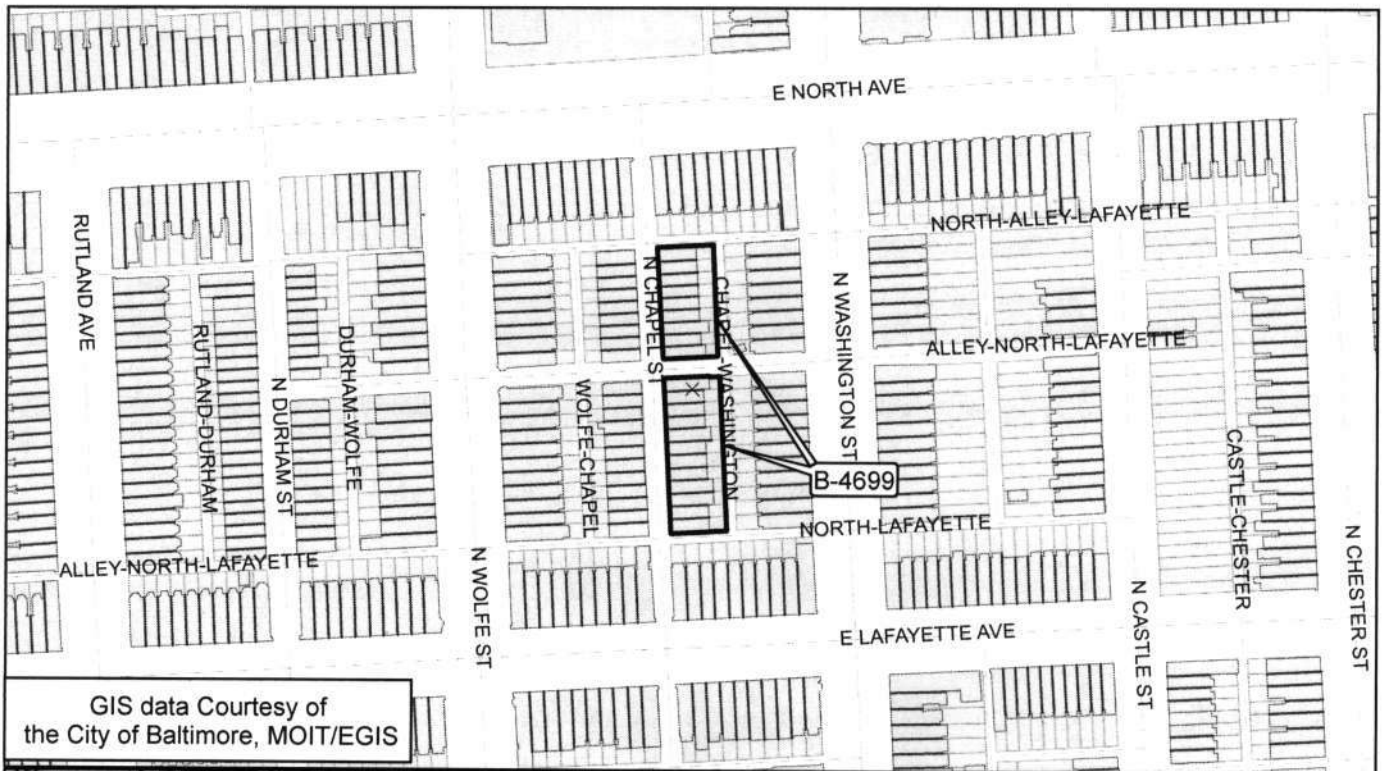 E NORTH AVE
NORTH-ALLEY-LAFAYETTE
RUTLAND AVE
N CHAPEL ST
CHAPEL-WASHINGTON
N WASHINGTON ST
ALLEY-NORTH-LAFAYETTE
RUTLAND-DURHAM
N DURHAM ST
DURHAM-WOLFE
WOLFE-CHAPEL
B-4699
CASTLE-CHESTER
NORTH-LAFAYETTE
ALLEY-NORTH-LAFAYETTE
N WOLFE ST
E LAFAYETTE AVE
N CASTLE ST
N CHESTER ST
GIS data Courtesy of
the City of Baltimore, MOIT/EGIS